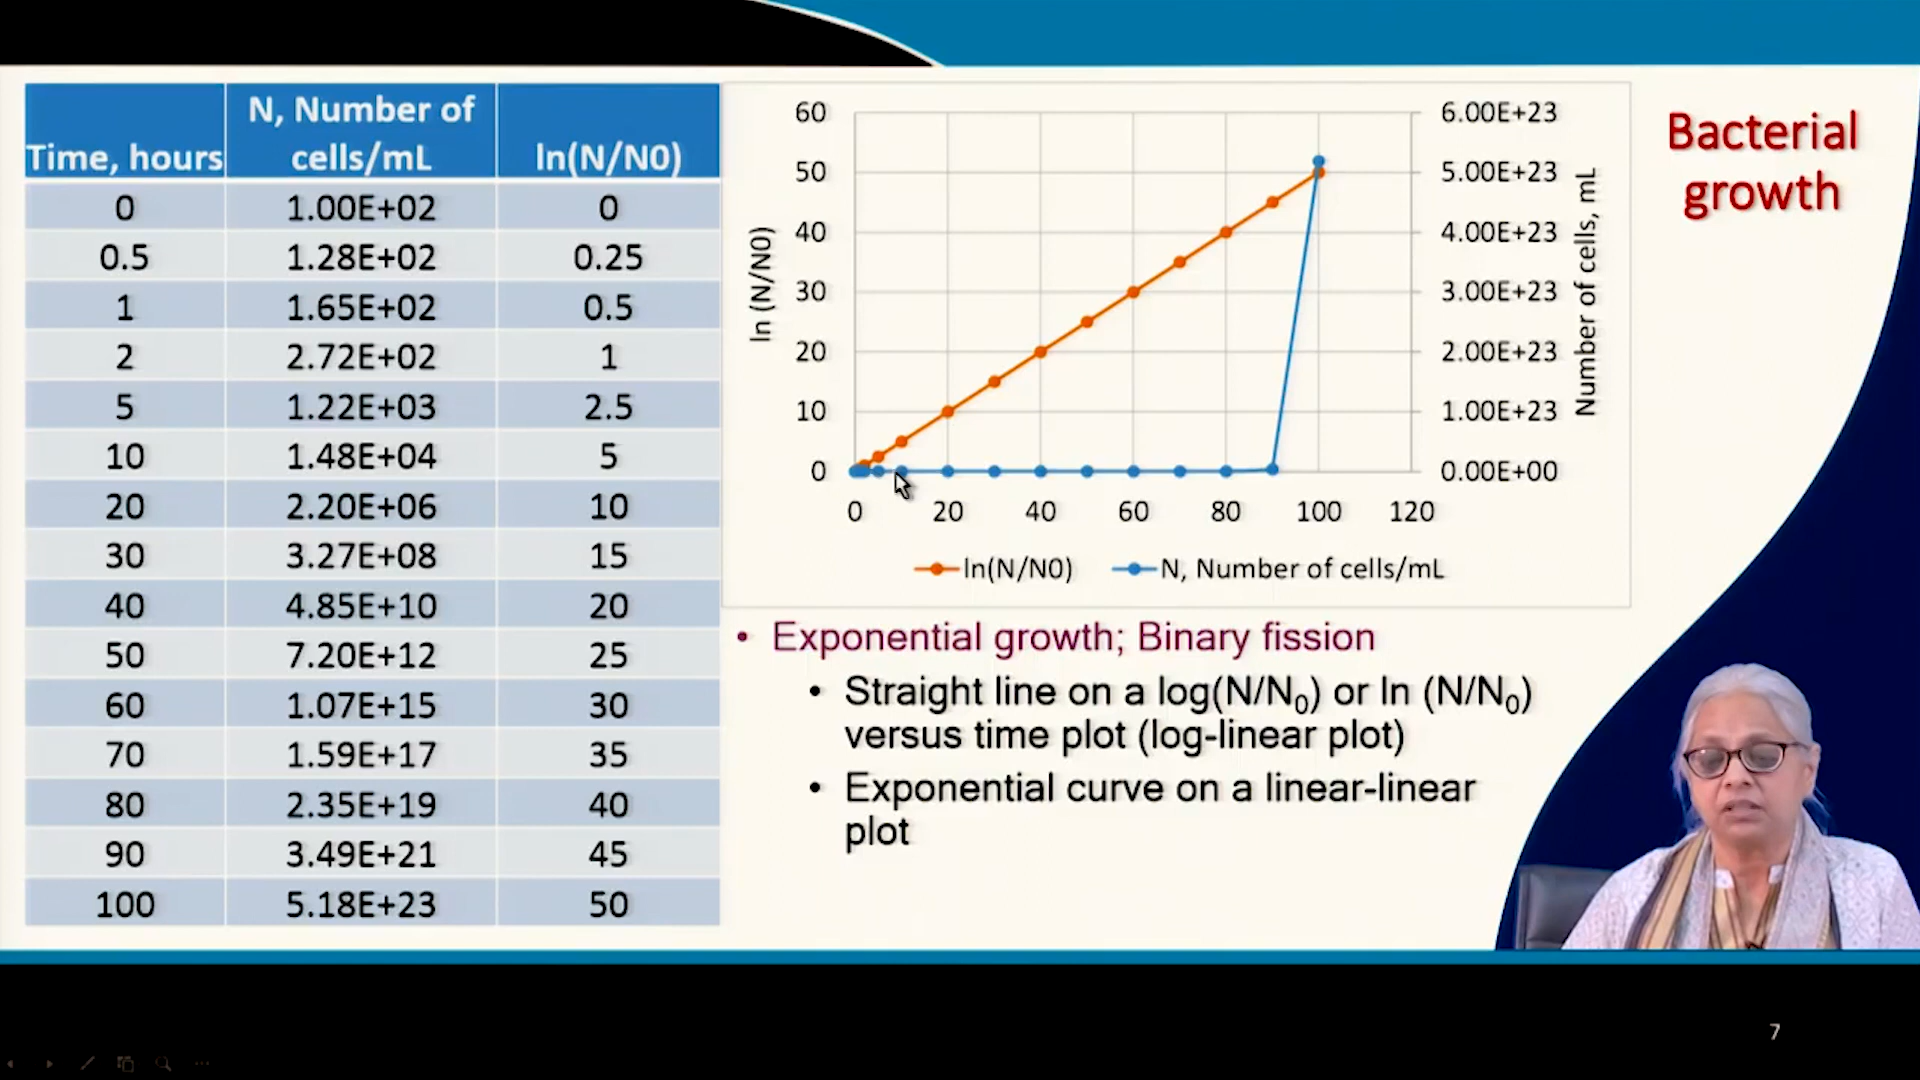 Time, hours N, Number of cells/mL ln(N/N0)
0 1.00E+02 0
0.5 1.28E+02 0.25
1 1.65E+02 0.5
2 2.72E+02 1
5 1.22E+03 2.5
10 1.48E+04 5
20 2.20E+06 10
30 3.27E+08 15
40 4.85E+10 20
50 7.20E+12 25
60 1.07E+15 30
70 1.59E+17 35
80 2.35E+19 40
90 3.49E+21 45
100 5.18E+23 50
ln (N/N0)
60
50
40
30
20
10
0
0 20 40 60 80 100 120
6.00E+23
5.00E+23
4.00E+23
3.00E+23
2.00E+23
1.00E+23
0.00E+00
Number of cells, mL
ln(N/N0) N, Number of cells/mL
Bacterial
growth
• Exponential growth; Binary fission
• Straight line on a log(N/N₀) or ln (N/N₀)
versus time plot (log-linear plot)
• Exponential curve on a linear-linear
plot
7